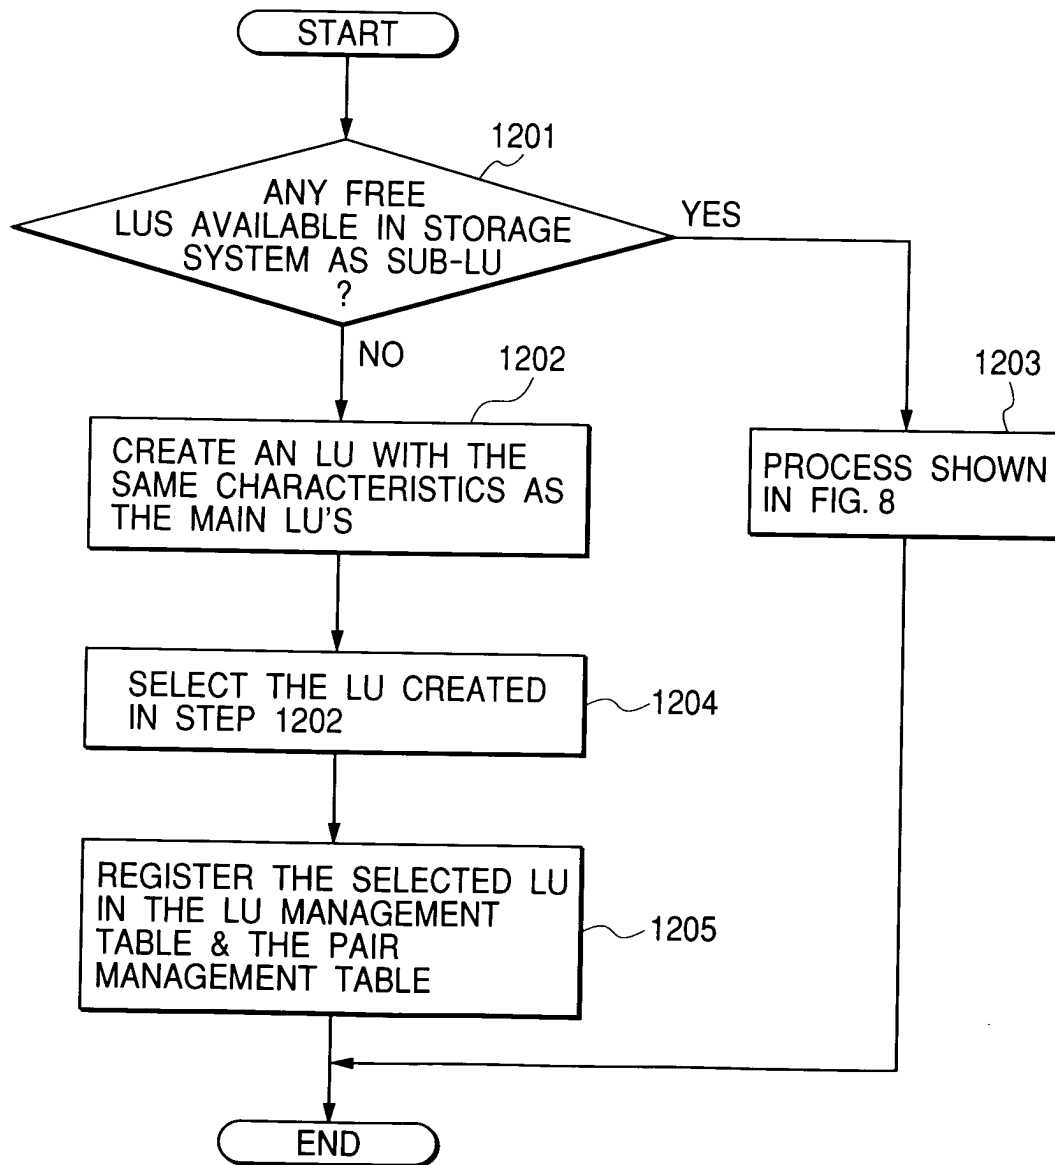 START
1201
ANY FREE
LUS AVAILABLE IN STORAGE
SYSTEM AS SUB-LU
?
YES
NO
1202
1203
CREATE AN LU WITH THE
SAME CHARACTERISTICS AS
THE MAIN LU'S
PROCESS SHOWN
IN FIG. 8
SELECT THE LU CREATED
IN STEP 1202
1204
REGISTER THE SELECTED LU
IN THE LU MANAGEMENT
TABLE & THE PAIR
MANAGEMENT TABLE
1205
END